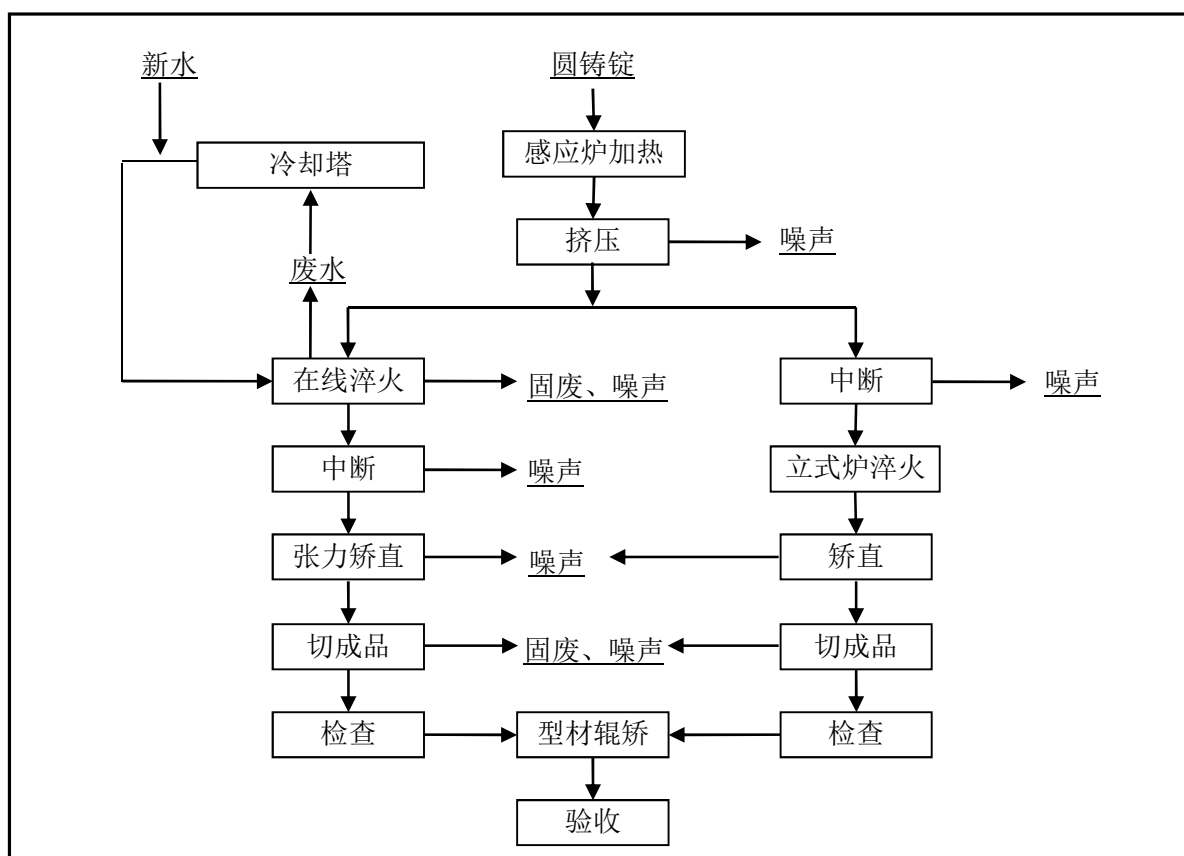 新水
圆铸锭
冷却塔
感应炉加热
挤压
噪声
废水
在线淬火
固废、噪声
中断
噪声
中断
噪声
立式炉淬火
张力矫直
噪声
矫直
切成品
固废、噪声
切成品
检查
型材辊矫
检查
验收